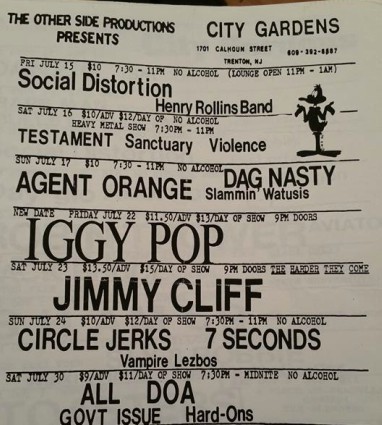 THE OTHER SIDE PRODUCTIONS
PRESENTS
CITY GARDENS
1701 CALHOUN STREET 609-392-8887
TRENTON, NJ
FRI JULY 15 $10 7:30 - 11PM NO ALCOHOL (LOUNGE OPEN 11PM - 1AM)
Social Distortion
Henry Rollins Band
SAT JULY 16 $10/ADV $12/DAY OF NO ALCOHOL
HEAVY METAL SHOW 7:30PM - 11PM
TESTAMENT Sanctuary Violence
SUN JULY 17 $10 7:30 - 11PM NO ALCOHOL
AGENT ORANGE DAG NASTY
Slammin' Watusis
NEW DATE FRIDAY JULY 22 $11.50/ADV $13/DAY OF SHOW 9PM DOORS
IGGY POP
SAT JULY 23 $13.50/ADV $15/DAY OF SHOW 9PM DOORS THE HARDER THEY COME
JIMMY CLIFF
SUN JULY 24 $10/ADV $12/DAY OF SHOW 7:30PM - 11PM NO ALCOHOL
CIRCLE JERKS 7 SECONDS
Vampire Lezbos
SAT JULY 30 $9/ADV $11/DAY OF SHOW 7:30PM - MIDNITE NO ALCOHOL
ALL DOA
GOVT ISSUE Hard-Ons